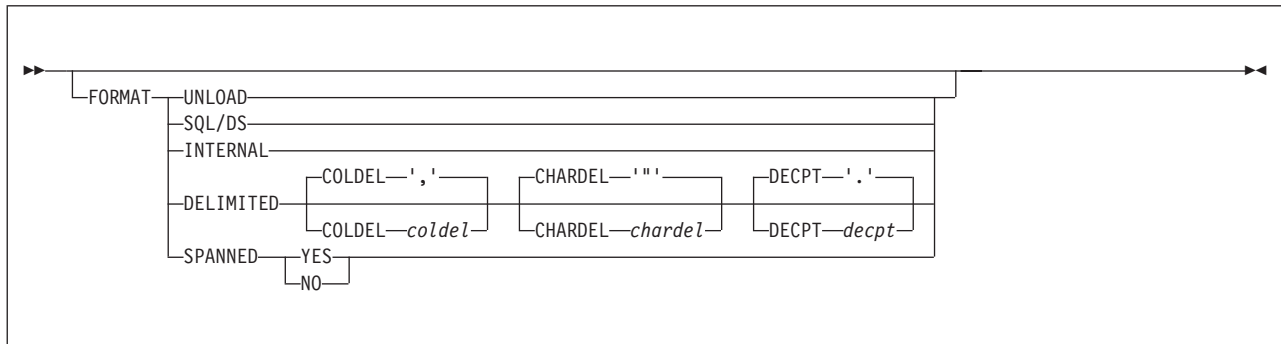 FORMAT UNLOAD
SQL/DS
INTERNAL
COLDEL ',' CHARDEL '"' DECPT '.'
DELIMITED
COLDEL coldel CHARDEL chardel DECPT decpt
SPANNED YES
NO